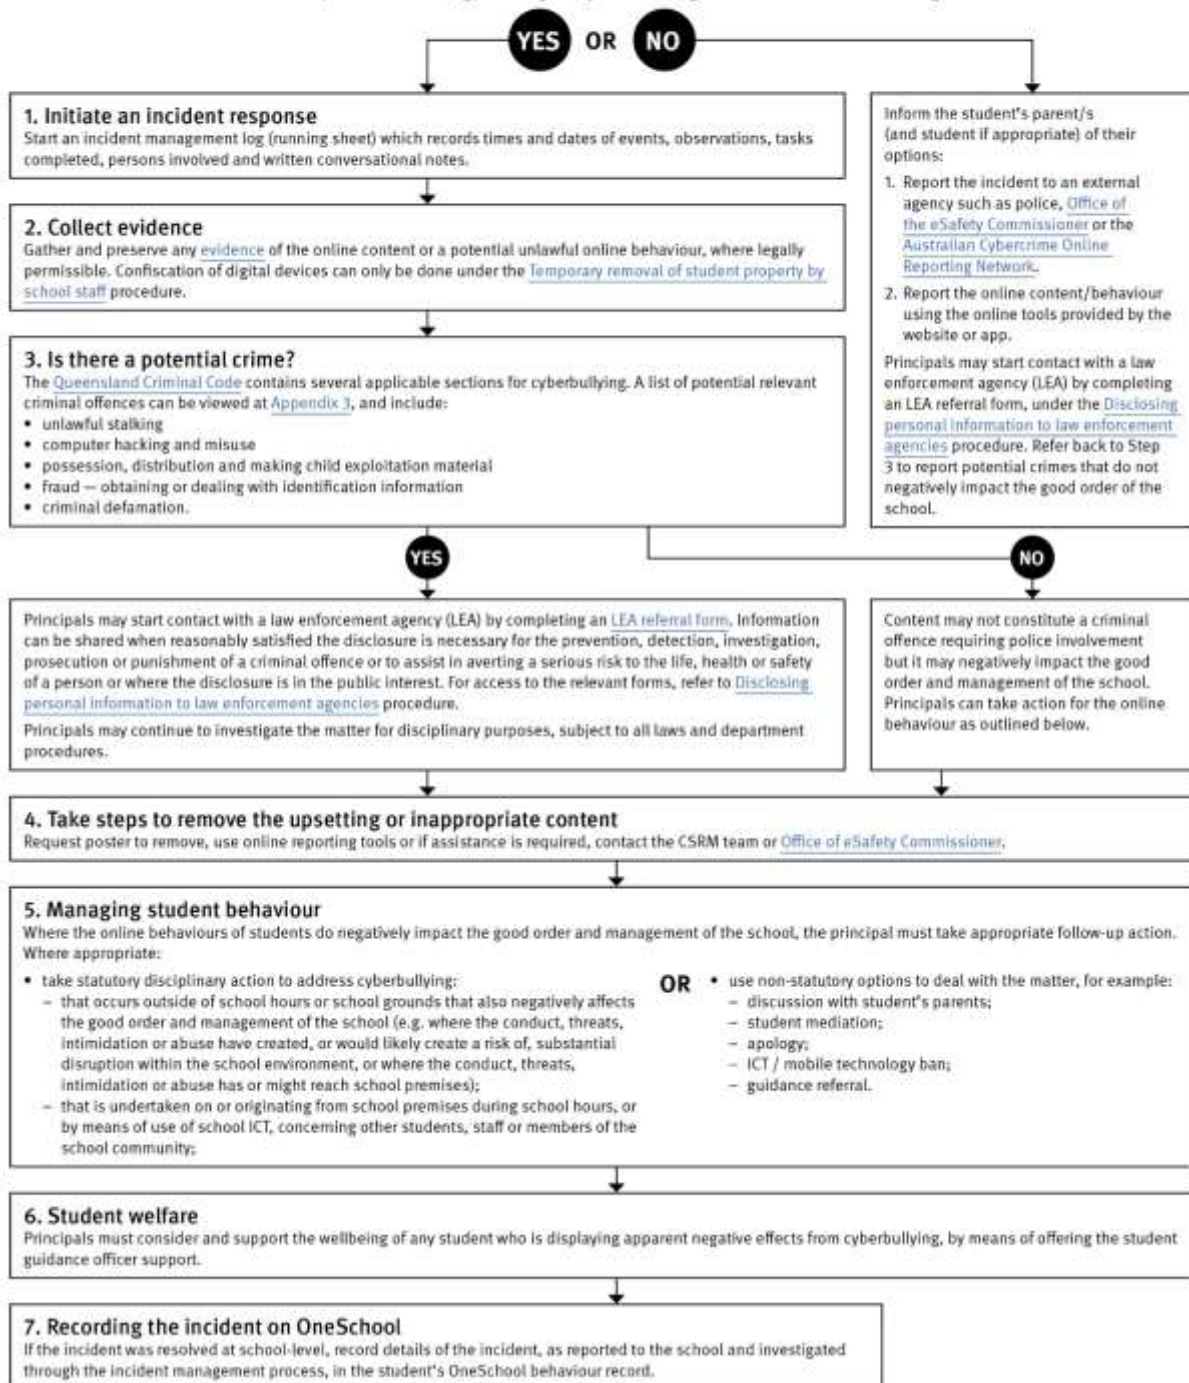 YES OR NO
1. Initiate an incident response
Start an incident management log (running sheet) which records times and dates of events, observations, tasks
completed, persons involved and written conversational notes.
Inform the student's parent/s
(and student if appropriate) of their
options:
1. Report the incident to an external
agency such as police, Office of
the eSafety Commissioner or the
Australian Cybercrime Online
Reporting Network.
2. Report the online content/behaviour
using the online tools provided by the
website or app.
Principals may start contact with a law
enforcement agency (LEA) by completing
an LEA referral form, under the Disclosing
personal information to law enforcement
agencies procedure. Refer back to Step
3 to report potential crimes that do not
negatively impact the good order of the
school.
2. Collect evidence
Gather and preserve any evidence of the online content or a potential unlawful online behaviour, where legally
permissible. Confiscation of digital devices can only be done under the Temporary removal of student property by
school staff procedure.
3. Is there a potential crime?
The Queensland Criminal Code contains several applicable sections for cyberbullying. A list of potential relevant
criminal offences can be viewed at Appendix 3, and include:
• unlawful stalking
• computer hacking and misuse
• possession, distribution and making child exploitation material
• fraud — obtaining or dealing with identification information
• criminal defamation.
YES
NO
Principals may start contact with a law enforcement agency (LEA) by completing an LEA referral form. Information
can be shared when reasonably satisfied the disclosure is necessary for the prevention, detection, investigation,
prosecution or punishment of a criminal offence or to assist in averting a serious risk to the life, health or safety
of a person or where the disclosure is in the public interest. For access to the relevant forms, refer to Disclosing
personal information to law enforcement agencies procedure.
Principals may continue to investigate the matter for disciplinary purposes, subject to all laws and department
procedures.
Content may not constitute a criminal
offence requiring police involvement
but it may negatively impact the good
order and management of the school.
Principals can take action for the online
behaviour as outlined below.
4. Take steps to remove the upsetting or inappropriate content
Request poster to remove, use online reporting tools or if assistance is required, contact the CSRM team or Office of eSafety Commissioner.
5. Managing student behaviour
Where the online behaviours of students do negatively impact the good order and management of the school, the principal must take appropriate follow-up action.
Where appropriate:
• take statutory disciplinary action to address cyberbullying:
– that occurs outside of school hours or school grounds that also negatively affects
the good order and management of the school (e.g. where the conduct, threats,
intimidation or abuse have created, or would likely create a risk of, substantial
disruption within the school environment, or where the conduct, threats,
intimidation or abuse has or might reach school premises);
– that is undertaken on or originating from school premises during school hours, or
by means of use of school ICT, concerning other students, staff or members of the
school community;
OR
• use non-statutory options to deal with the matter, for example:
– discussion with student's parents;
– student mediation;
– apology;
– ICT / mobile technology ban;
– guidance referral.
6. Student welfare
Principals must consider and support the wellbeing of any student who is displaying apparent negative effects from cyberbullying, by means of offering the student
guidance officer support.
7. Recording the incident on OneSchool
If the incident was resolved at school-level, record details of the incident, as reported to the school and investigated
through the incident management process, in the student's OneSchool behaviour record.